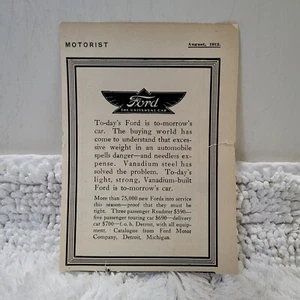 MOTORIST
August, 1912.
Ford
THE UNIVERSAL CAR
To-day's Ford is to-morrow's
car. The buying world has
come to understand that ex-
cessive weight in an automobile
spells danger—and needless ex-
pense. Vanadium steel has
solved the problem. To-day's
light, strong, Vanadium-built
Ford is to-morrow's car.
More than 75,000 new Fords into service
this season—proof that they must be
right. Three passenger Roadster $590—
five passenger touring car $690—delivery
car $700—f. o. b. Detroit, with all equip-
ment. Catalogue from Ford Motor
Company, Detroit, Michigan.